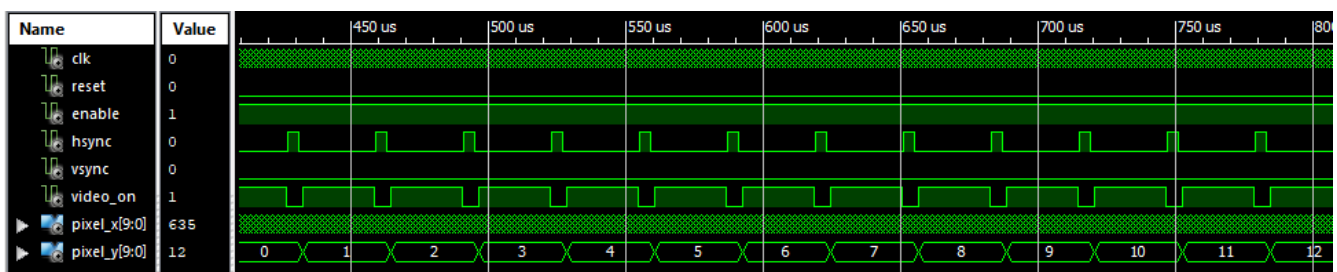 Name Value 450 us 500 us 550 us 600 us 650 us 700 us 750 us 80
clk 0
reset 0
enable 1
hsync 0
vsync 0
video_on 1
pixel_x[9:0] 635
pixel_y[9:0] 12 0 1 2 3 4 5 6 7 8 9 10 11 12